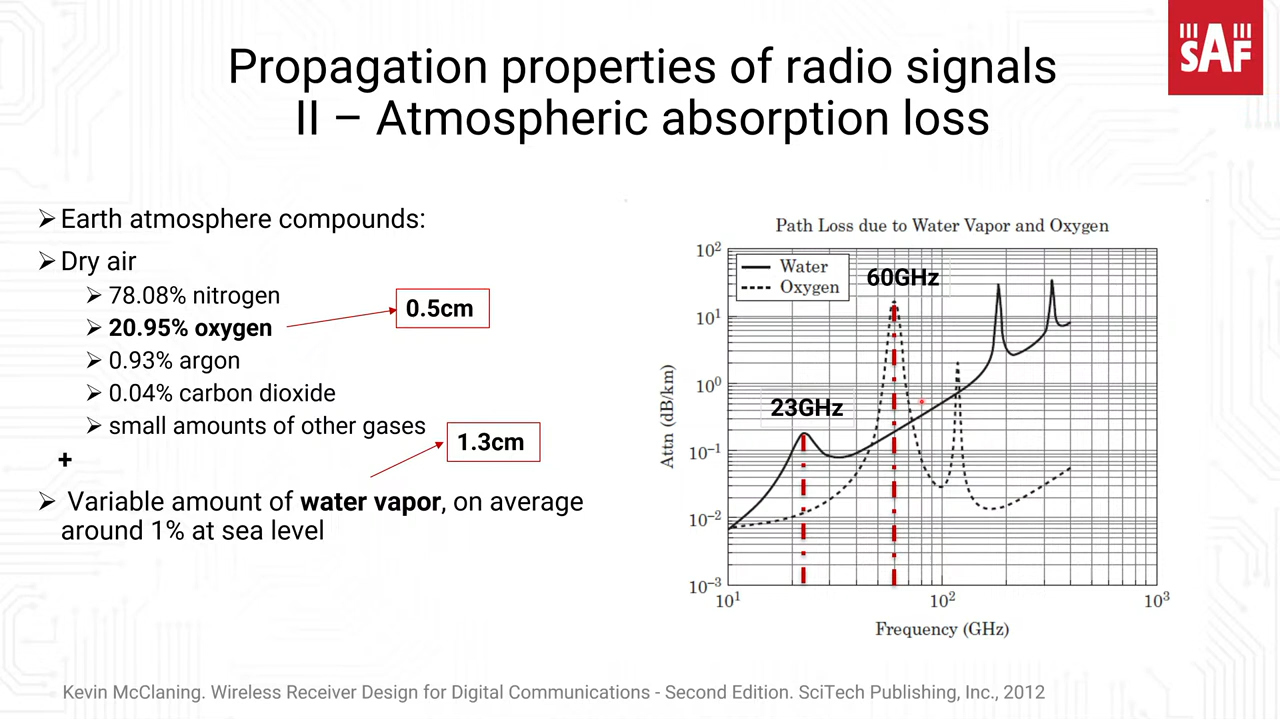 SAF
Propagation properties of radio signals
II – Atmospheric absorption loss
➢ Earth atmosphere compounds:
➢ Dry air
➢ 78.08% nitrogen
➢ 20.95% oxygen
➢ 0.93% argon
➢ 0.04% carbon dioxide
➢ small amounts of other gases
+
➢ Variable amount of water vapor, on average
around 1% at sea level
0.5cm
1.3cm
Path Loss due to Water Vapor and Oxygen
Water
Oxygen
60GHz
23GHz
Attn (dB/km)
10²
10¹
10⁰
10⁻¹
10⁻²
10⁻³
10¹
10²
10³
Frequency (GHz)
Kevin McClaning. Wireless Receiver Design for Digital Communications - Second Edition. SciTech Publishing, Inc., 2012